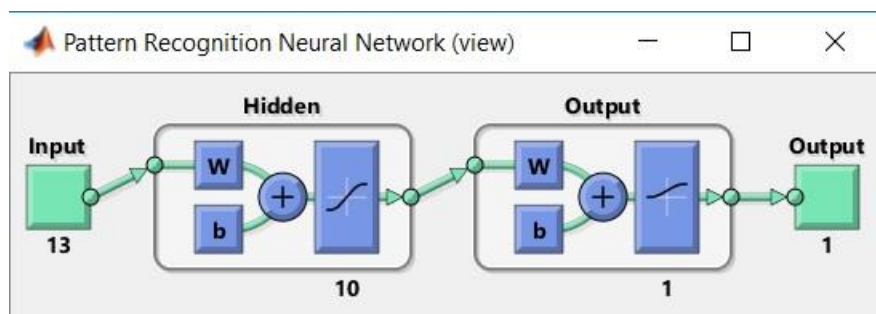 Pattern Recognition Neural Network (view)
Hidden
Output
Input
Output
W
W
+
+
b
b
13
1
10
1